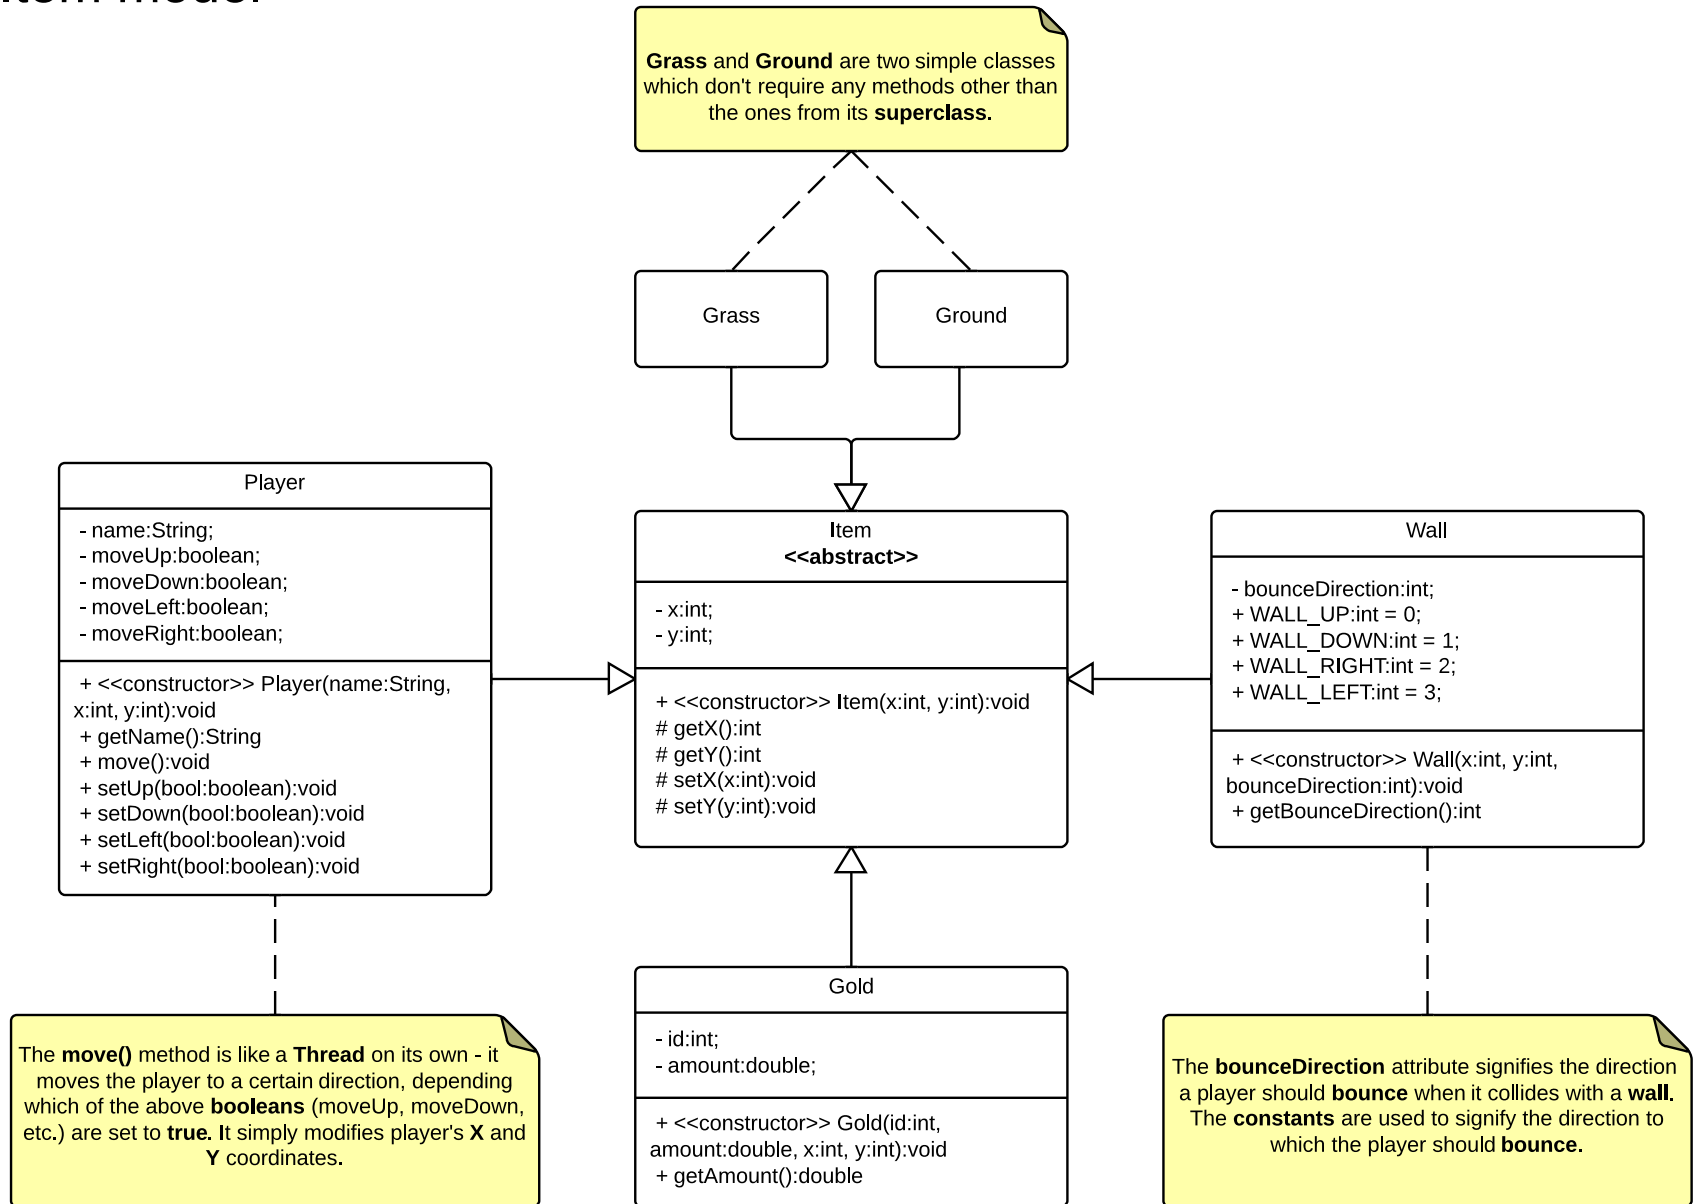 Item model
Grass and Ground are two simple classes
which don't require any methods other than
the ones from its superclass.
Grass
Ground
Player
- name:String;
- moveUp:boolean;
- moveDown:boolean;
- moveLeft:boolean;
- moveRight:boolean;
+ <<constructor>> Player(name:String,
x:int, y:int):void
+ getName():String
+ move():void
+ setUp(bool:boolean):void
+ setDown(bool:boolean):void
+ setLeft(bool:boolean):void
+ setRight(bool:boolean):void
Item
<<abstract>>
- x:int;
- y:int;
+ <<constructor>> Item(x:int, y:int):void
# getX():int
# getY():int
# setX(x:int):void
# setY(y:int):void
Wall
- bounceDirection:int;
+ WALL_UP:int = 0;
+ WALL_DOWN:int = 1;
+ WALL_RIGHT:int = 2;
+ WALL_LEFT:int = 3;
+ <<constructor>> Wall(x:int, y:int,
bounceDirection:int):void
+ getBounceDirection():int
The move() method is like a Thread on its own - it
moves the player to a certain direction, depending
which of the above booleans (moveUp, moveDown,
etc.) are set to true. It simply modifies player's X and
Y coordinates.
Gold
- id:int;
- amount:double;
+ <<constructor>> Gold(id:int,
amount:double, x:int, y:int):void
+ getAmount():double
The bounceDirection attribute signifies the direction
a player should bounce when it collides with a wall.
The constants are used to signify the direction to
which the player should bounce.